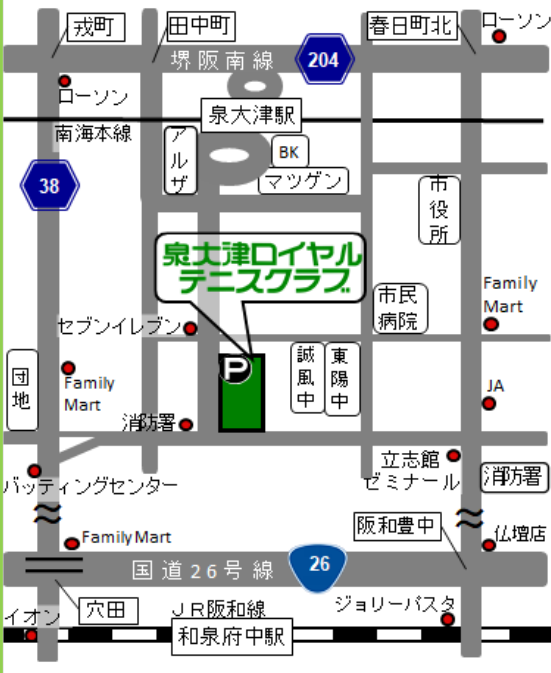 戎町
田中町
春日町北
ローソン
堺阪南線
204
ローソン
泉大津駅
南海本線
アルザ
BK
マツゲン
38
市役所
泉大津ロイヤル
テニスクラブ
市民
病院
Family
Mart
セブンイレブン
P
誠風中
東陽中
団地
Family
Mart
JA
消防署
立志館
ゼミナール
消防署
バッティングセンター
阪和豊中
FamilyMart
仏壇店
国道26号線
26
穴田
JR阪和線
ジョリーパスタ
イオン
和泉府中駅